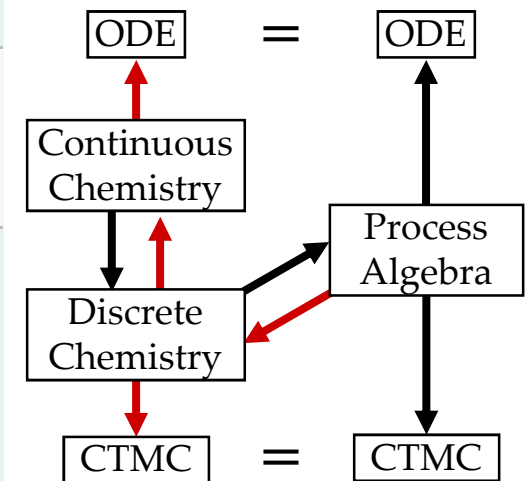 ODE = ODE
Continuous
Chemistry
Process
Algebra
Discrete
Chemistry
CTMC = CTMC